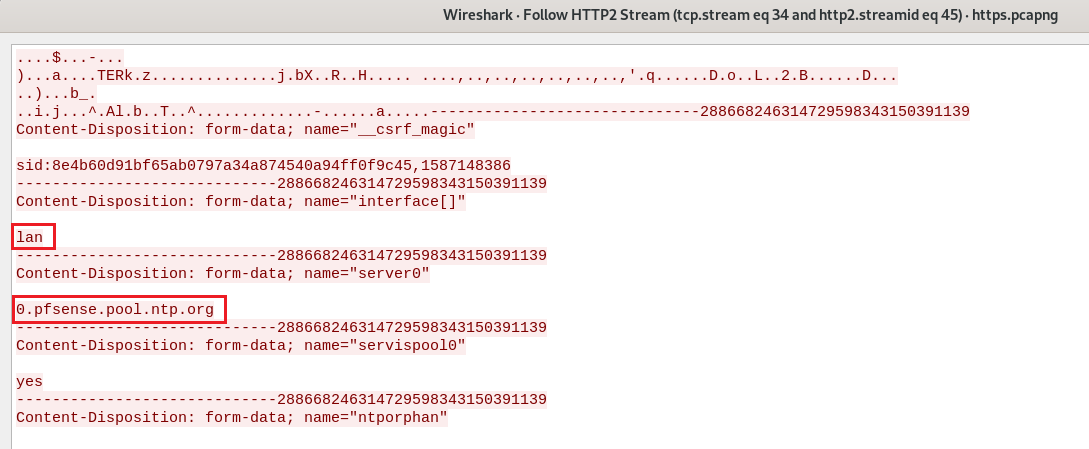 Wireshark · Follow HTTP2 Stream (tcp.stream eq 34 and http2.streamid eq 45) · https.pcapng
....$...-...
)...a....TERk.z..............j.bX..R..H..... ....,..,..,..,..,..,..,'.q......D.o..L..2.B......D...
..)...b_.
..i.j...^.Al.b..T..^.............-......a.....------------------------------288668246314729598343150391139
Content-Disposition: form-data; name="__csrf_magic"
sid:8e4b60d91bf65ab0797a34a874540a94ff0f9c45,1587148386
-----------------------------288668246314729598343150391139
Content-Disposition: form-data; name="interface[]"
lan
-----------------------------288668246314729598343150391139
Content-Disposition: form-data; name="server0"
0.pfsense.pool.ntp.org
-----------------------------288668246314729598343150391139
Content-Disposition: form-data; name="servispool0"
yes
-----------------------------288668246314729598343150391139
Content-Disposition: form-data; name="ntporphan"